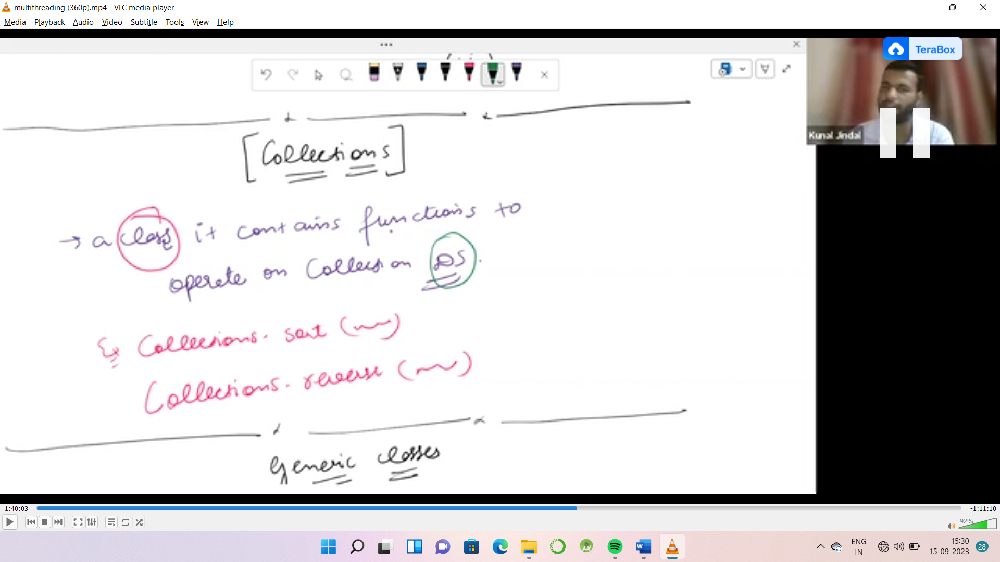 multithreading (360p).mp4 - VLC media player
Media Playback Audio Video Subtitle Tools View Help
TeraBox
Kunal Jindal
[Collections]
→ a class it contains functions to
operate on Collection DS.
Ex Collections. sort (
Collections. reverse (
Generic classes
1:40:03
-1:11:10
92%
ENG
IN
15:30
15-09-2023
28